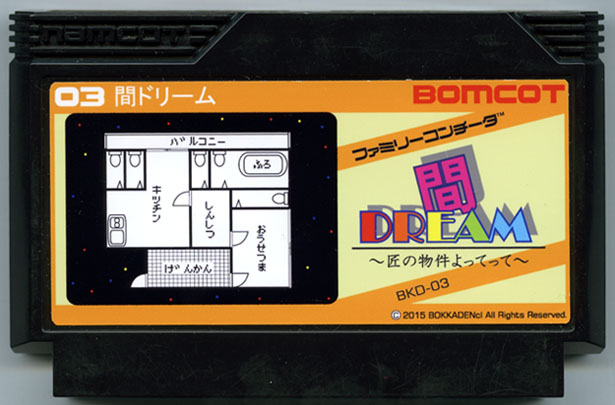 namcot
03 間ドリーム
BOMCOT
ファミリーコンチータ™
バルコニー
ふろ
キッチン
しんしつ
おうせつま
げんかん
間
DREAM
～匠の物件よってって～
BKD-03
© 2015 BOKKADENcl All Rights Reserved.